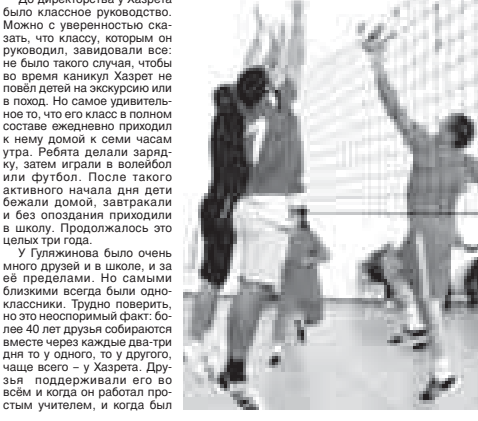 До директорства у Хазрета
было классное руководство.
Можно с уверенностью ска-
зать, что классу, которым он
руководил, завидовали все:
не было такого случая, чтобы
во время каникул Хазрет не
повёл детей на экскурсию или
в поход. Но самое удивитель-
ное то, что его класс в полном
составе ежедневно приходил
к нему домой к семи часам
утра. Ребята делали заряд-
ку, затем играли в волейбол
или футбол. После такого
активного начала дня дети
бежали домой, завтракали
и без опоздания приходили
в школу. Продолжалось это
целых три года.
У Гуляжинова было очень
много друзей и в школе, и за
её пределами. Но самыми
близкими всегда были одно-
классники. Трудно поверить,
но это неоспоримый факт: бо-
лее 40 лет друзья собираются
вместе через каждые два-три
дня то у одного, то у другого,
чаще всего – у Хазрета. Дру-
зья поддерживали его во
всём и когда он работал про-
стым учителем, и когда был